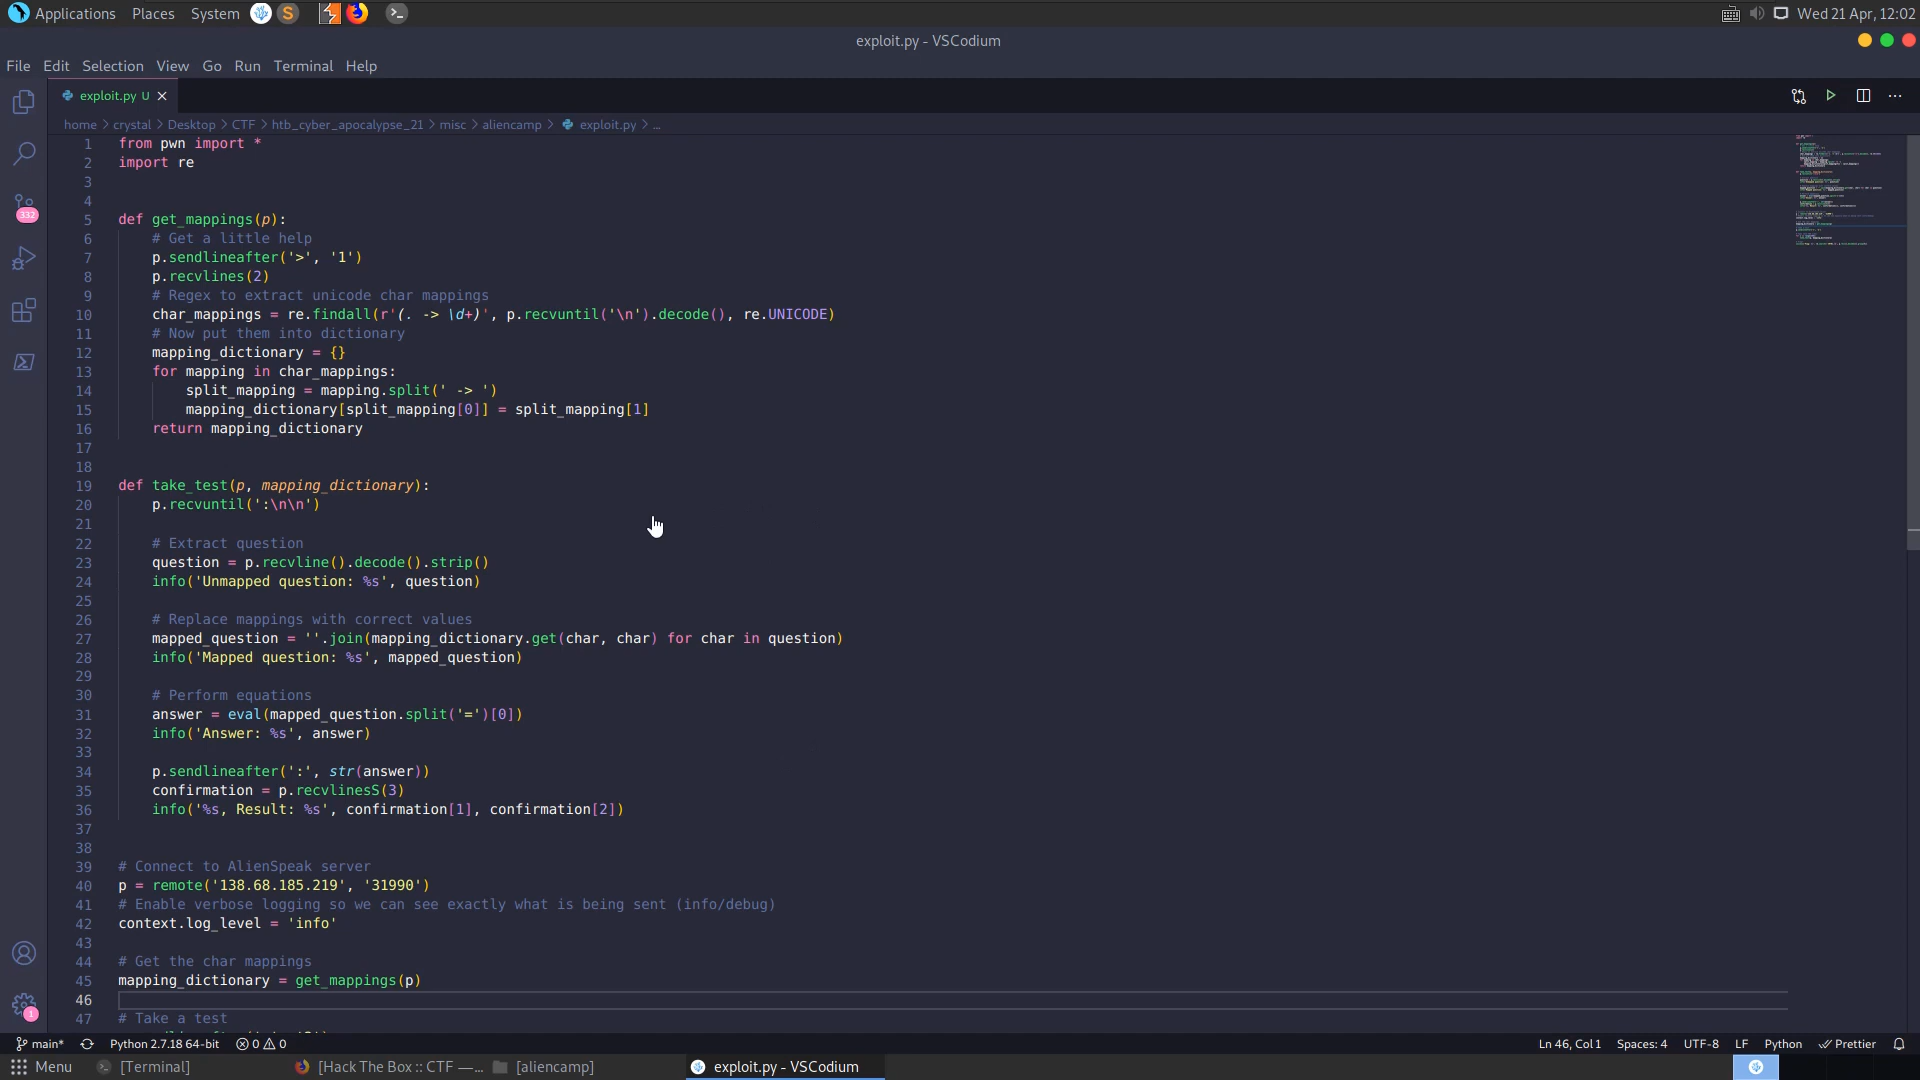 Applications Places System Wed 21 Apr, 12:02
exploit.py - VSCodium
File Edit Selection View Go Run Terminal Help
exploit.py U
home > crystal > Desktop > CTF > htb_cyber_apocalypse_21 > misc > aliencamp > exploit.py > ...
1 from pwn import *
2 import re
3
4
5 def get_mappings(p):
6 # Get a little help
7 p.sendlineafter('>', '1')
8 p.recvlines(2)
9 # Regex to extract unicode char mappings
10 char_mappings = re.findall(r'(. -> \d+)', p.recvuntil('\n').decode(), re.UNICODE)
11 # Now put them into dictionary
12 mapping_dictionary = {}
13 for mapping in char_mappings:
14 split_mapping = mapping.split(' -> ')
15 mapping_dictionary[split_mapping[0]] = split_mapping[1]
16 return mapping_dictionary
17
18
19 def take_test(p, mapping_dictionary):
20 p.recvuntil(':\n\n')
21
22 # Extract question
23 question = p.recvline().decode().strip()
24 info('Unmapped question: %s', question)
25
26 # Replace mappings with correct values
27 mapped_question = ''.join(mapping_dictionary.get(char, char) for char in question)
28 info('Mapped question: %s', mapped_question)
29
30 # Perform equations
31 answer = eval(mapped_question.split('=')[0])
32 info('Answer: %s', answer)
33
34 p.sendlineafter(':', str(answer))
35 confirmation = p.recvlinesS(3)
36 info('%s, Result: %s', confirmation[1], confirmation[2])
37
38
39 # Connect to AlienSpeak server
40 p = remote('138.68.185.219', '31990')
41 # Enable verbose logging so we can see exactly what is being sent (info/debug)
42 context.log_level = 'info'
43
44 # Get the char mappings
45 mapping_dictionary = get_mappings(p)
46
47 # Take a test
332
1
main* Python 2.7.18 64-bit 0 0 Ln 46, Col 1 Spaces: 4 UTF-8 LF Python Prettier
Menu [Terminal] [Hack The Box :: CTF —... [aliencamp] exploit.py - VSCodium